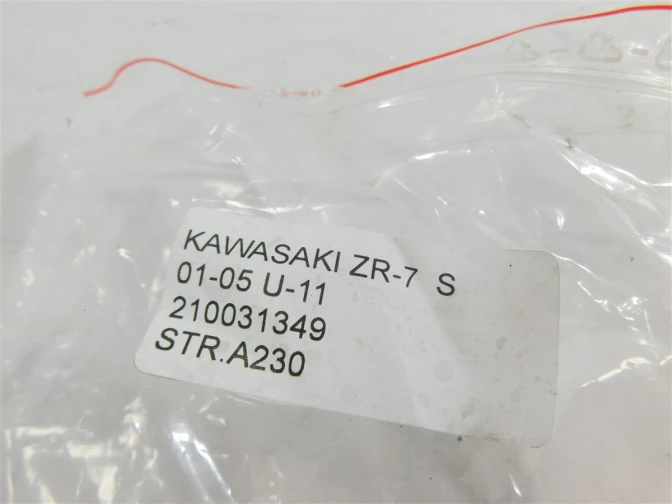 KAWASAKI ZR-7 S
01-05 U-11
210031349
STR.A230